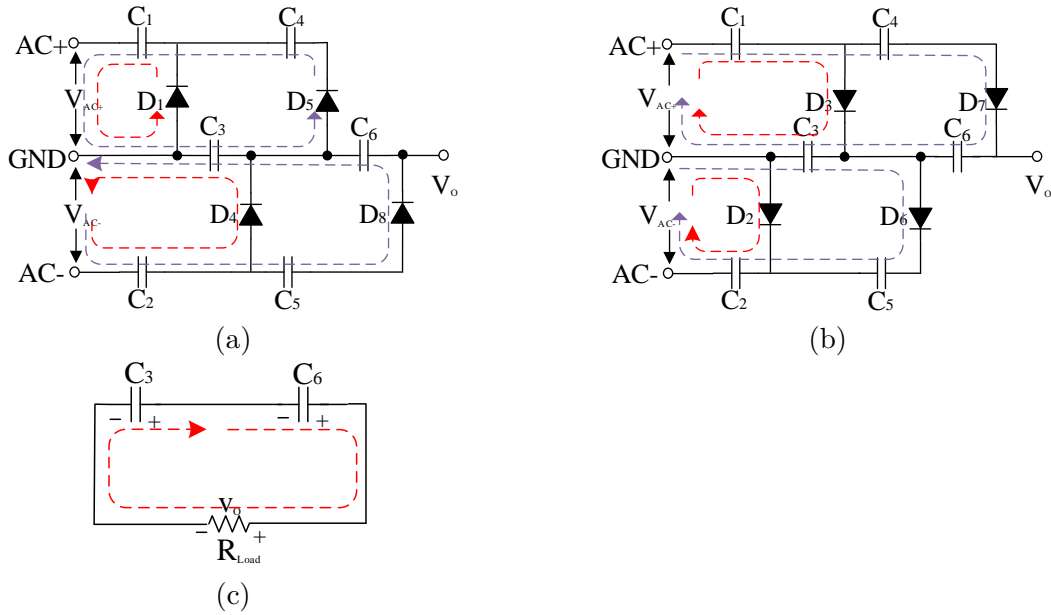 C1 C4
AC+
VAC+ D1 D5
C3 C6
GND
Vo
VAC- D4 D8
AC-
C2 C5
(a)
C1 C4
AC+
VAC+ D3 D7
C3 C6
GND
Vo
VAC- D2 D6
AC-
C2 C5
(b)
C3 C6
− + − +
Vo
− +
RLoad
(c)